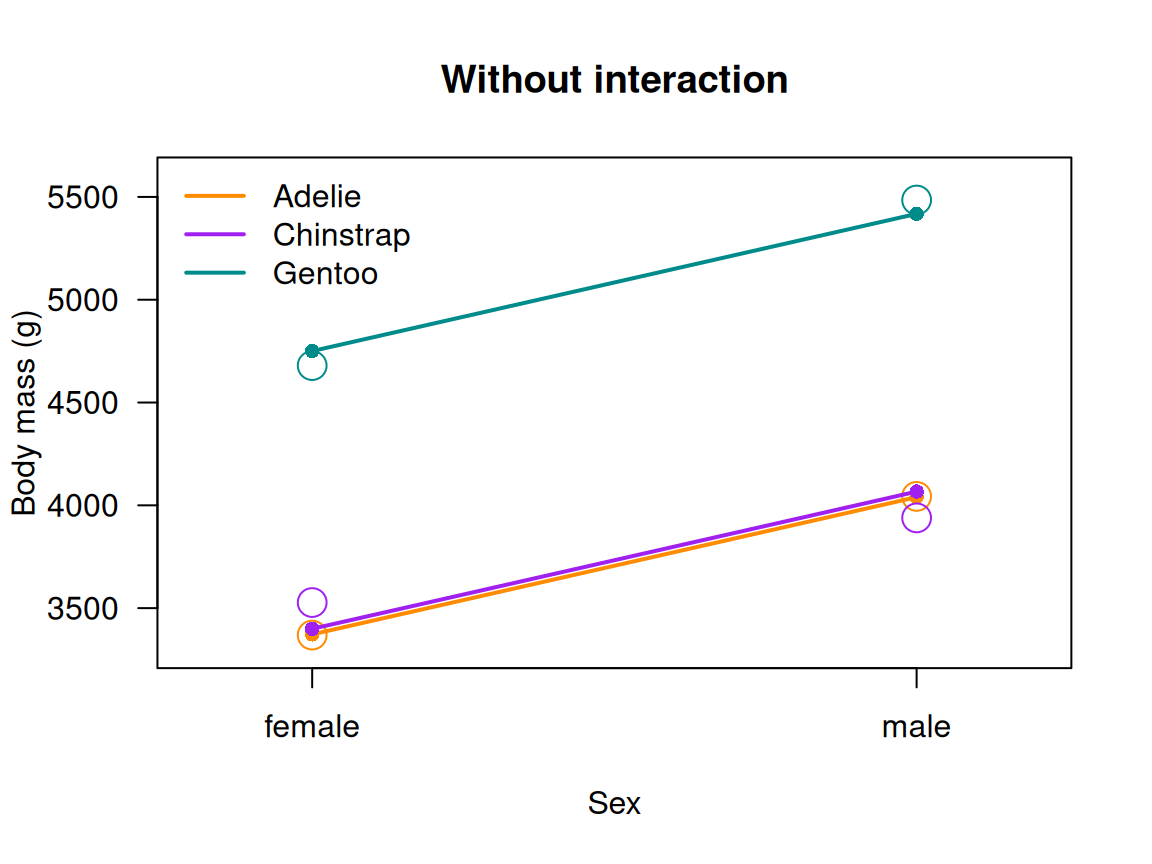 Without interaction
Adelie
Chinstrap
Gentoo
5500
5000
4500
4000
3500
Body mass (g)
female
male
Sex